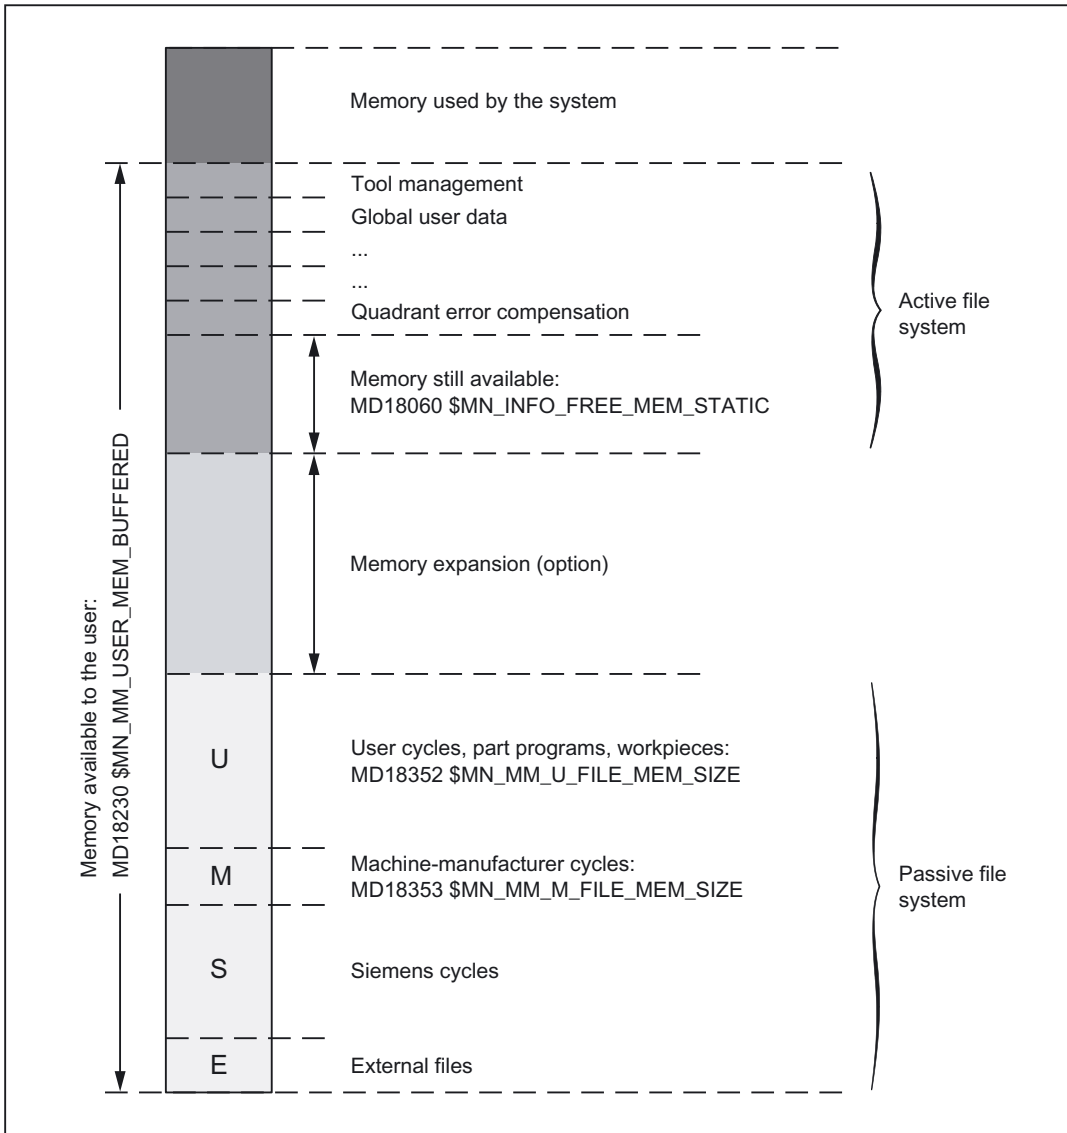 Memory used by the system
Tool management
Global user data
...
...
Quadrant error compensation
Active file
system
Memory still available:
MD18060 $MN_INFO_FREE_MEM_STATIC
Memory available to the user:
MD18230 $MN_MM_USER_MEM_BUFFERED
Memory expansion (option)
U
User cycles, part programs, workpieces:
MD18352 $MN_MM_U_FILE_MEM_SIZE
M
Machine-manufacturer cycles:
MD18353 $MN_MM_M_FILE_MEM_SIZE
Passive file
system
S
Siemens cycles
E
External files